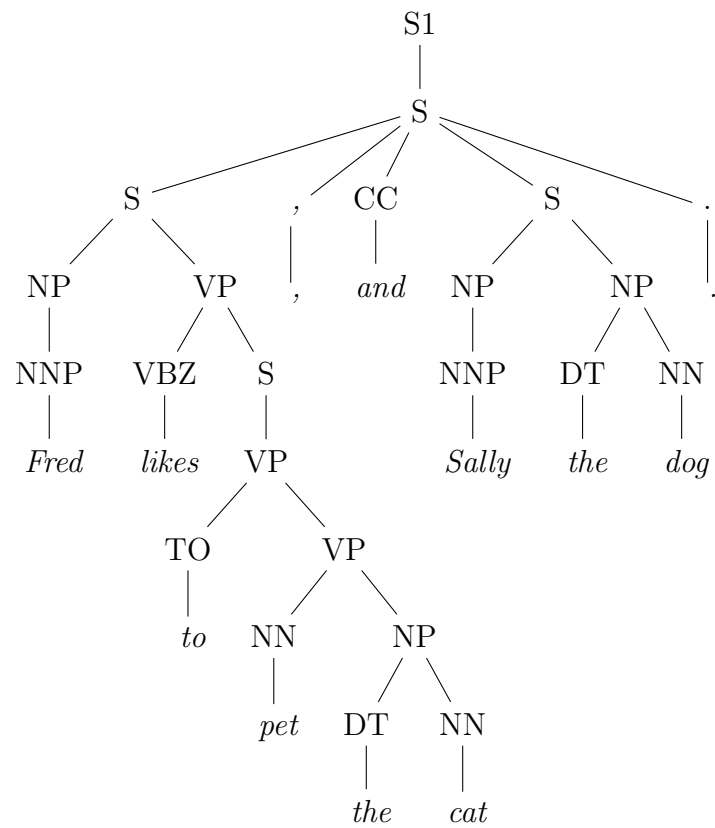 S1
S
S , CC S .
NP VP , and NP NP .
NNP VBZ S NNP DT NN
Fred likes VP Sally the dog
TO VP
to NN NP
pet DT NN
the cat